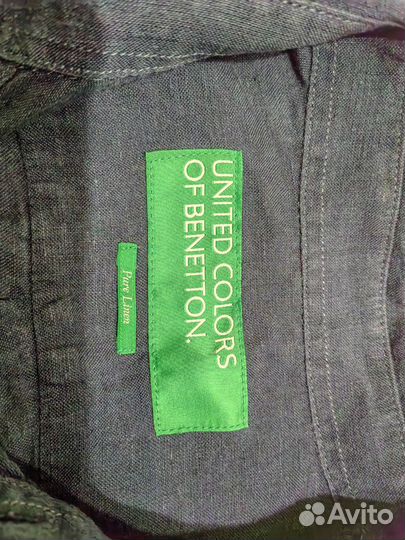 UNITED COLORS
OF BENETTON.
Pure Linen
Avito